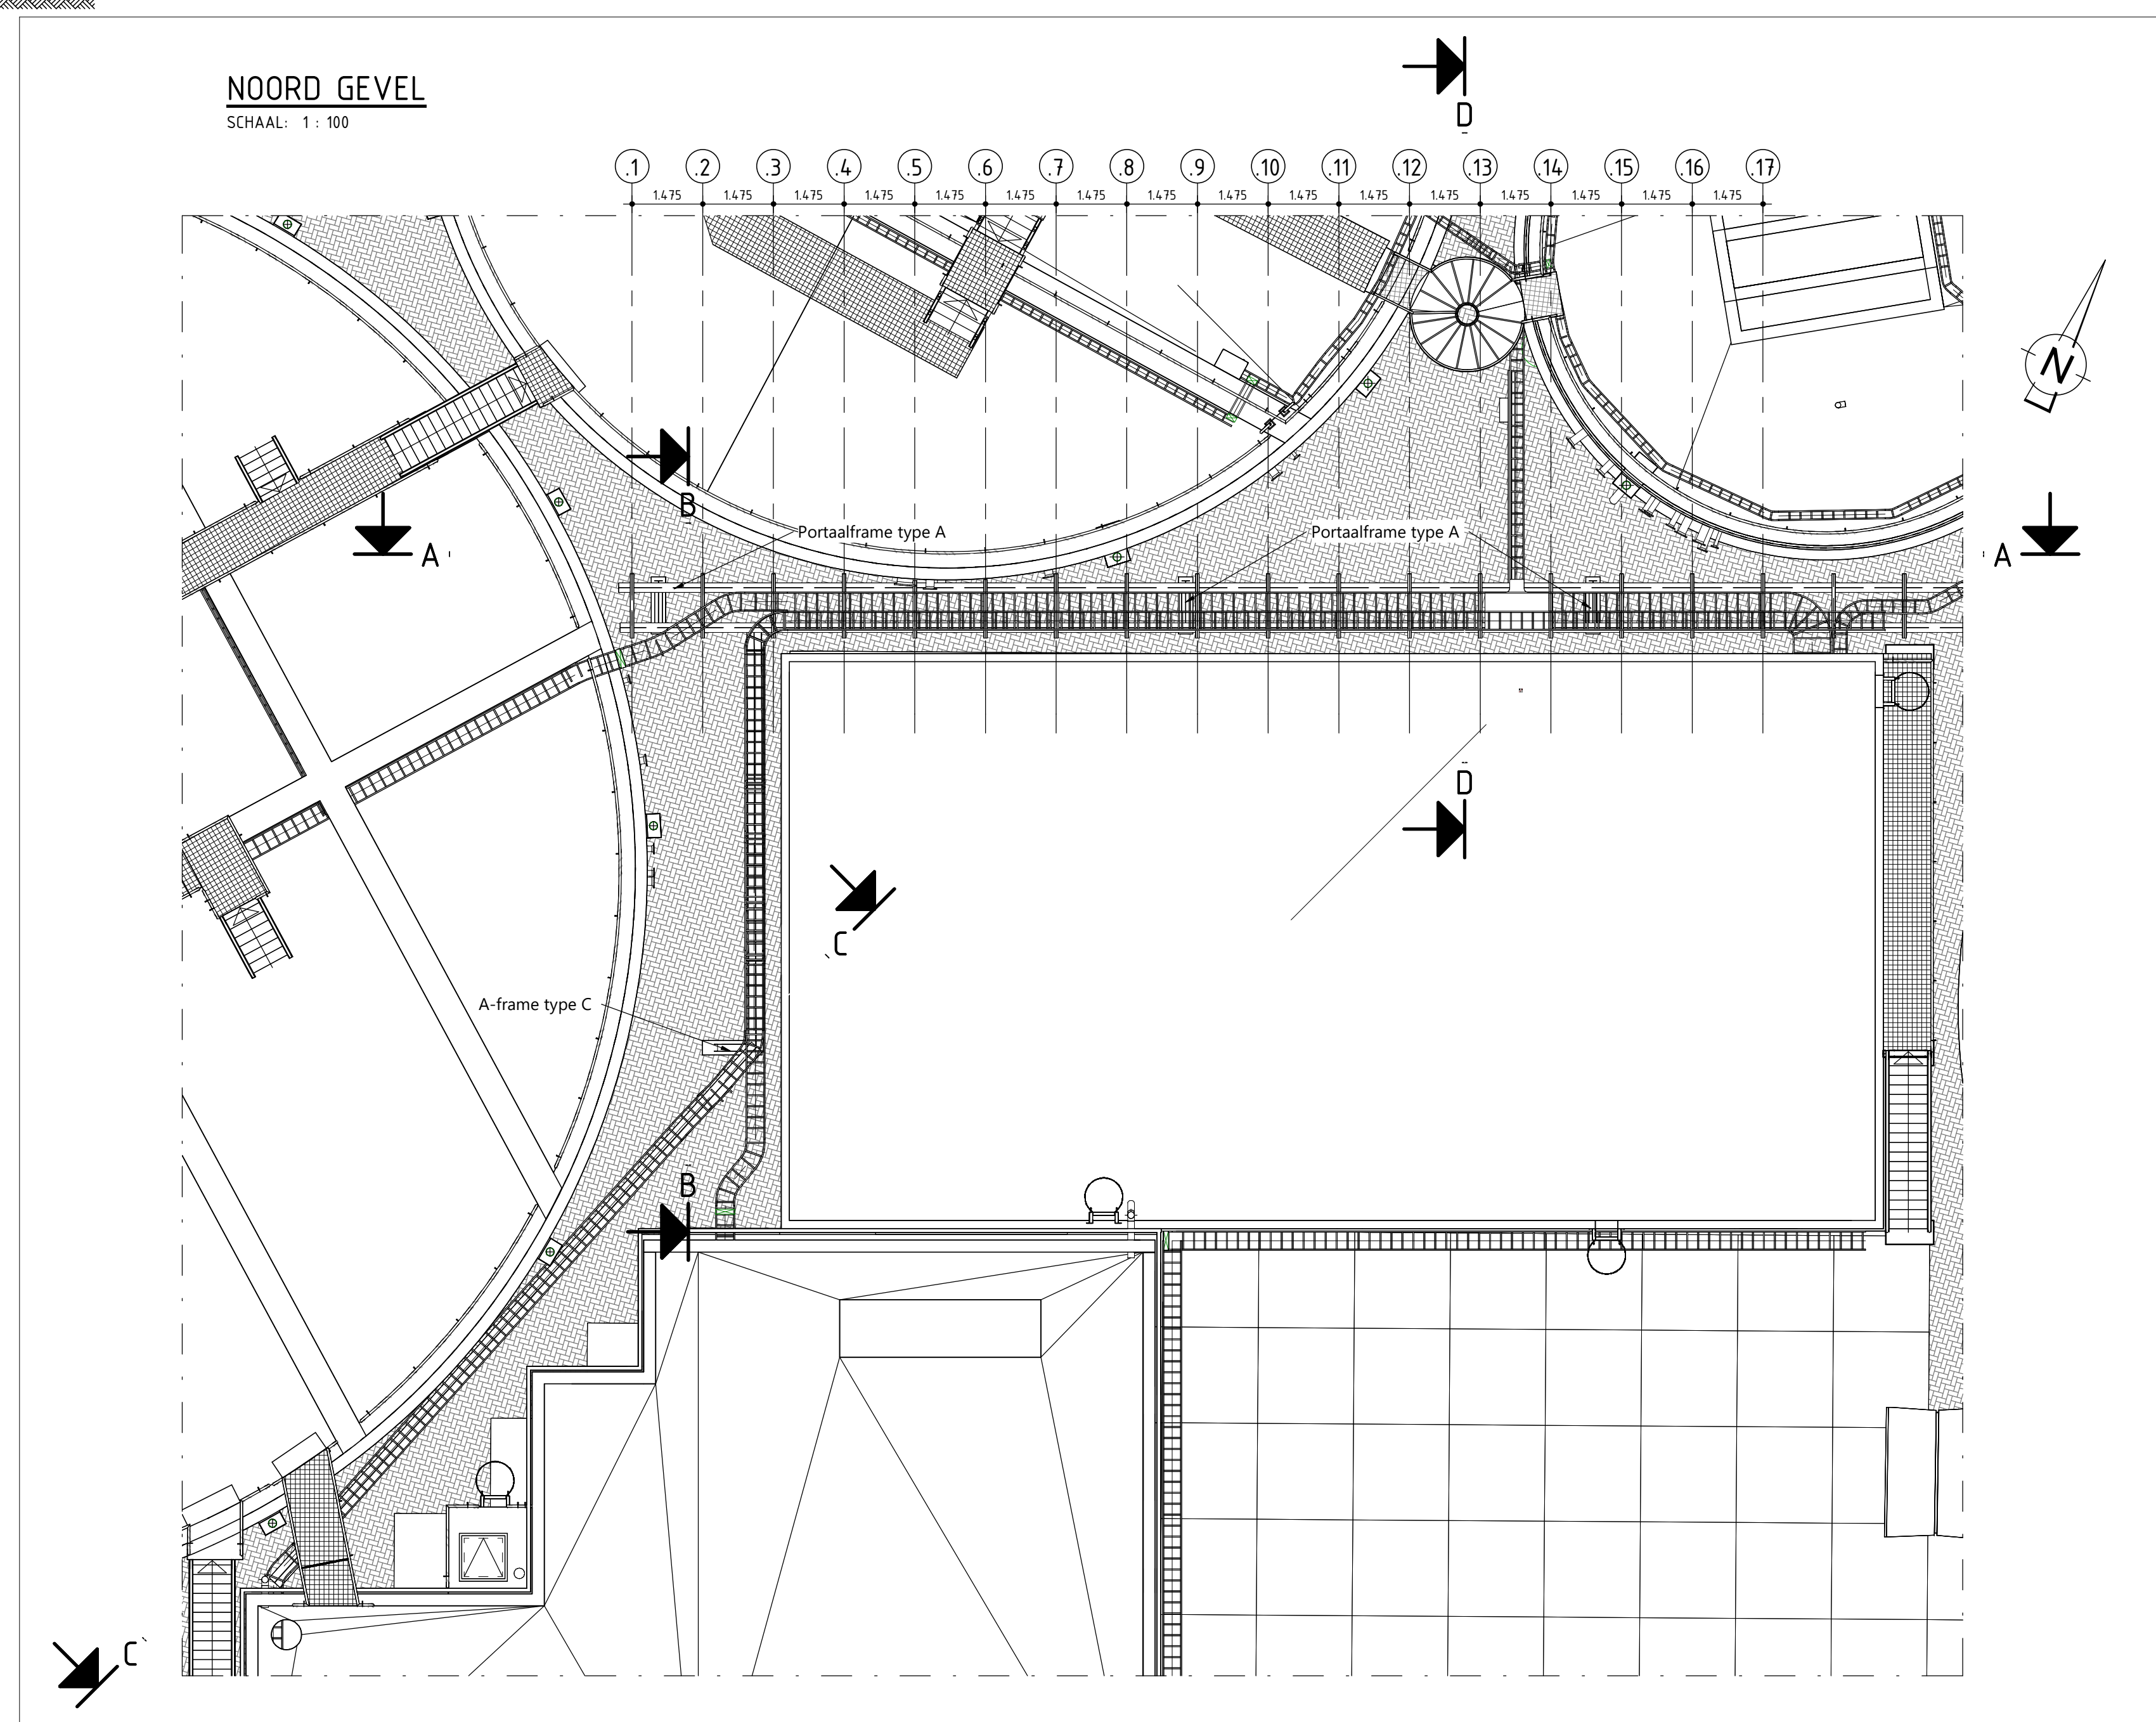 NOORD GEVEL
SCHAAL: 1 : 100
D
.1 .2 .3 .4 .5 .6 .7 .8 .9 .10 .11 .12 .13 .14 .15 .16 .17
1.475 1.475 1.475 1.475 1.475 1.475 1.475 1.475 1.475 1.475 1.475 1.475 1.475 1.475 1.475 1.475
N
B
Portaalframe type A
Portaalframe type A
A
A
D
C
A-frame type C
B
C